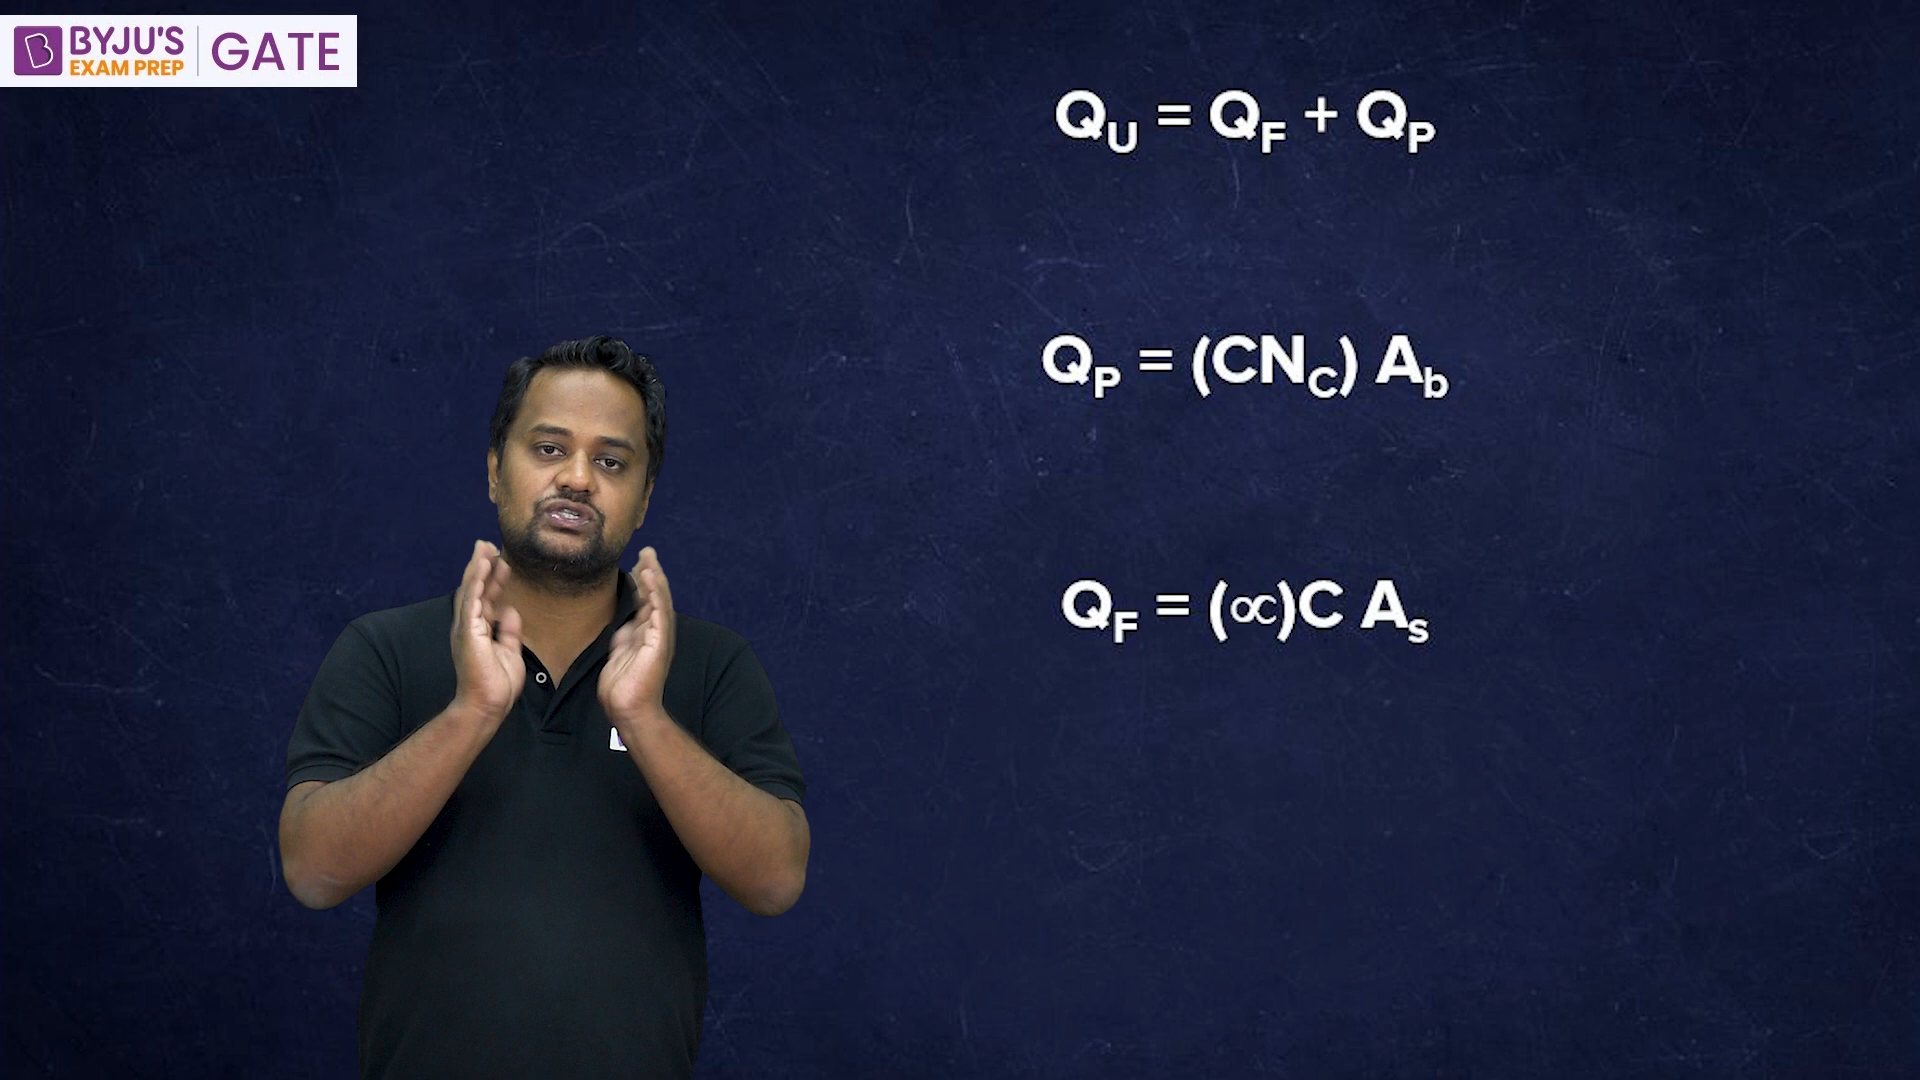 BYJU'S
EXAM PREP
GATE
Q_U = Q_F + Q_P
Q_P = (CN_C) A_b
Q_F = (∝)C A_s